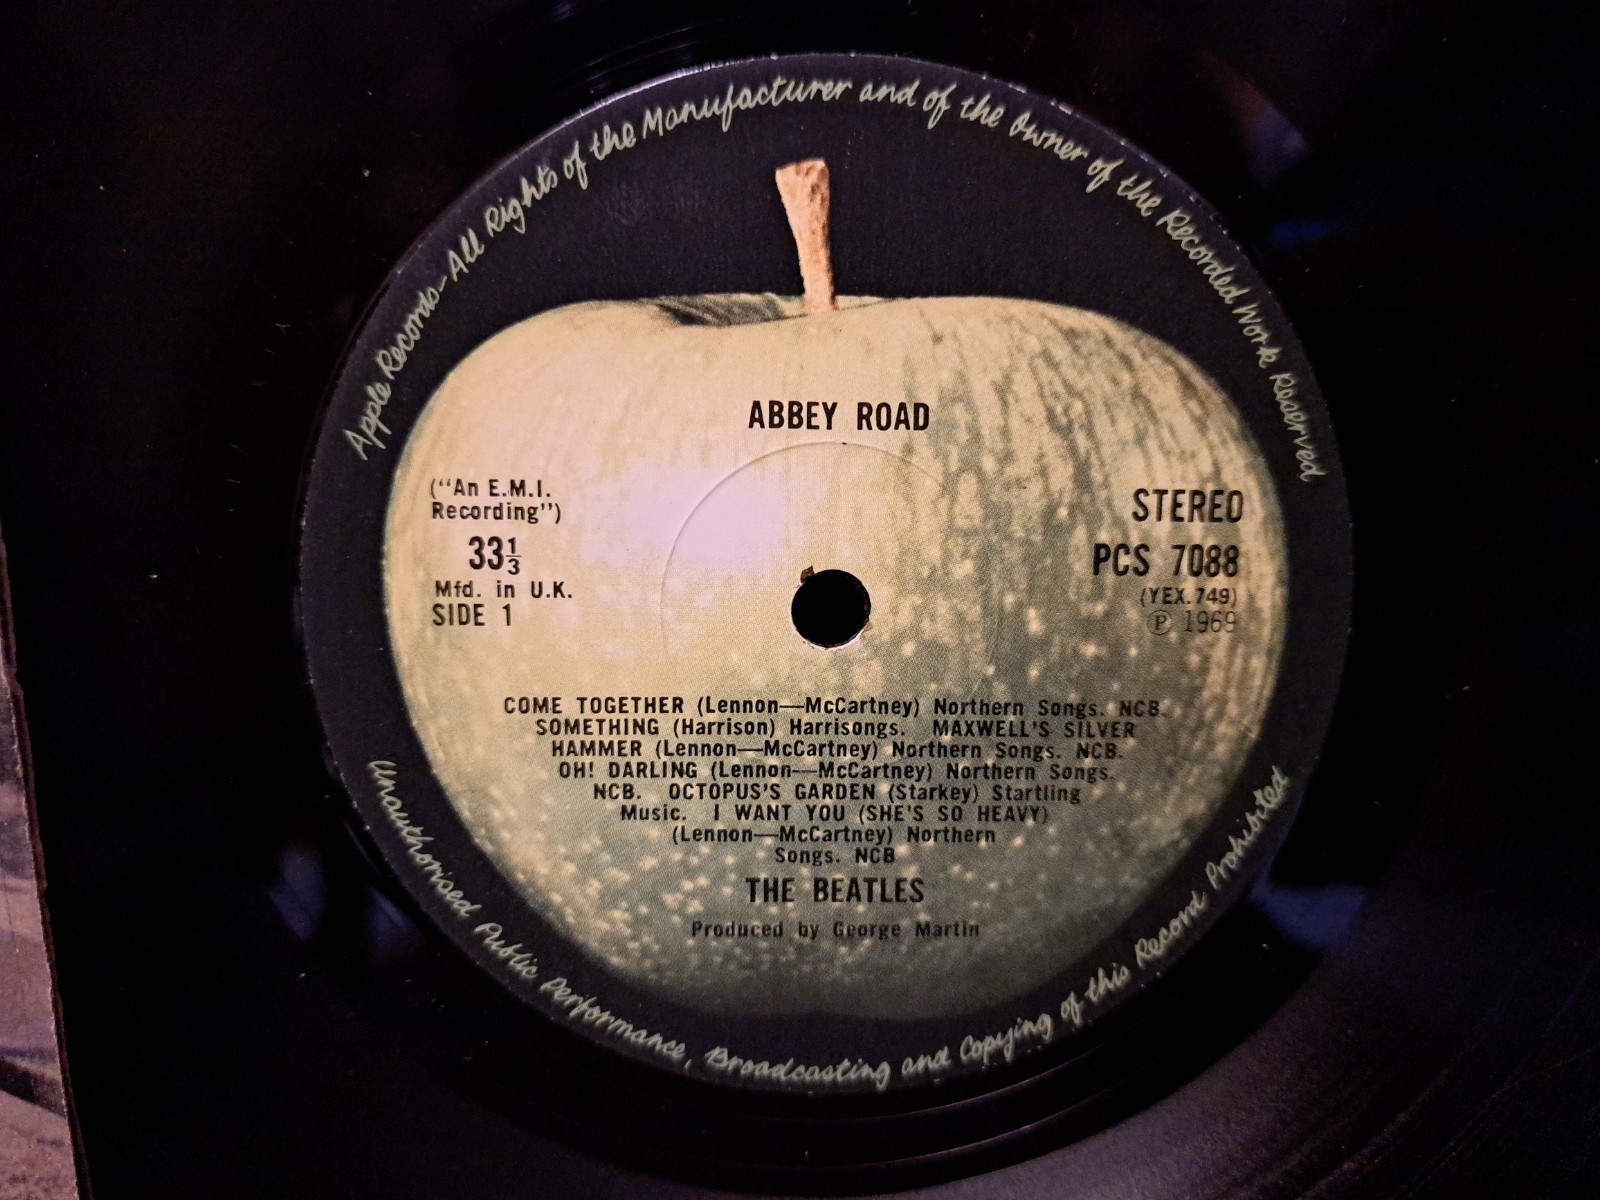 Apple Records—All Rights of the Manufacturer and of the Owner of the Recorded Work Reserved
ABBEY ROAD
("An E.M.I.
Recording")
33⅓
Mfd. in U.K.
SIDE 1
STEREO
PCS 7088
(YEX.749)
℗ 1969
COME TOGETHER (Lennon—McCartney) Northern Songs. NCB.
SOMETHING (Harrison) Harrisongs. MAXWELL'S SILVER
HAMMER (Lennon—McCartney) Northern Songs. NCB.
OH! DARLING (Lennon—McCartney) Northern Songs.
NCB. OCTOPUS'S GARDEN (Starkey) Startling
Music. I WANT YOU (SHE'S SO HEAVY)
(Lennon—McCartney) Northern
Songs. NCB
THE BEATLES
Produced by George Martin
Unauthorised Public Performance, Broadcasting and Copying of this Record Prohibited